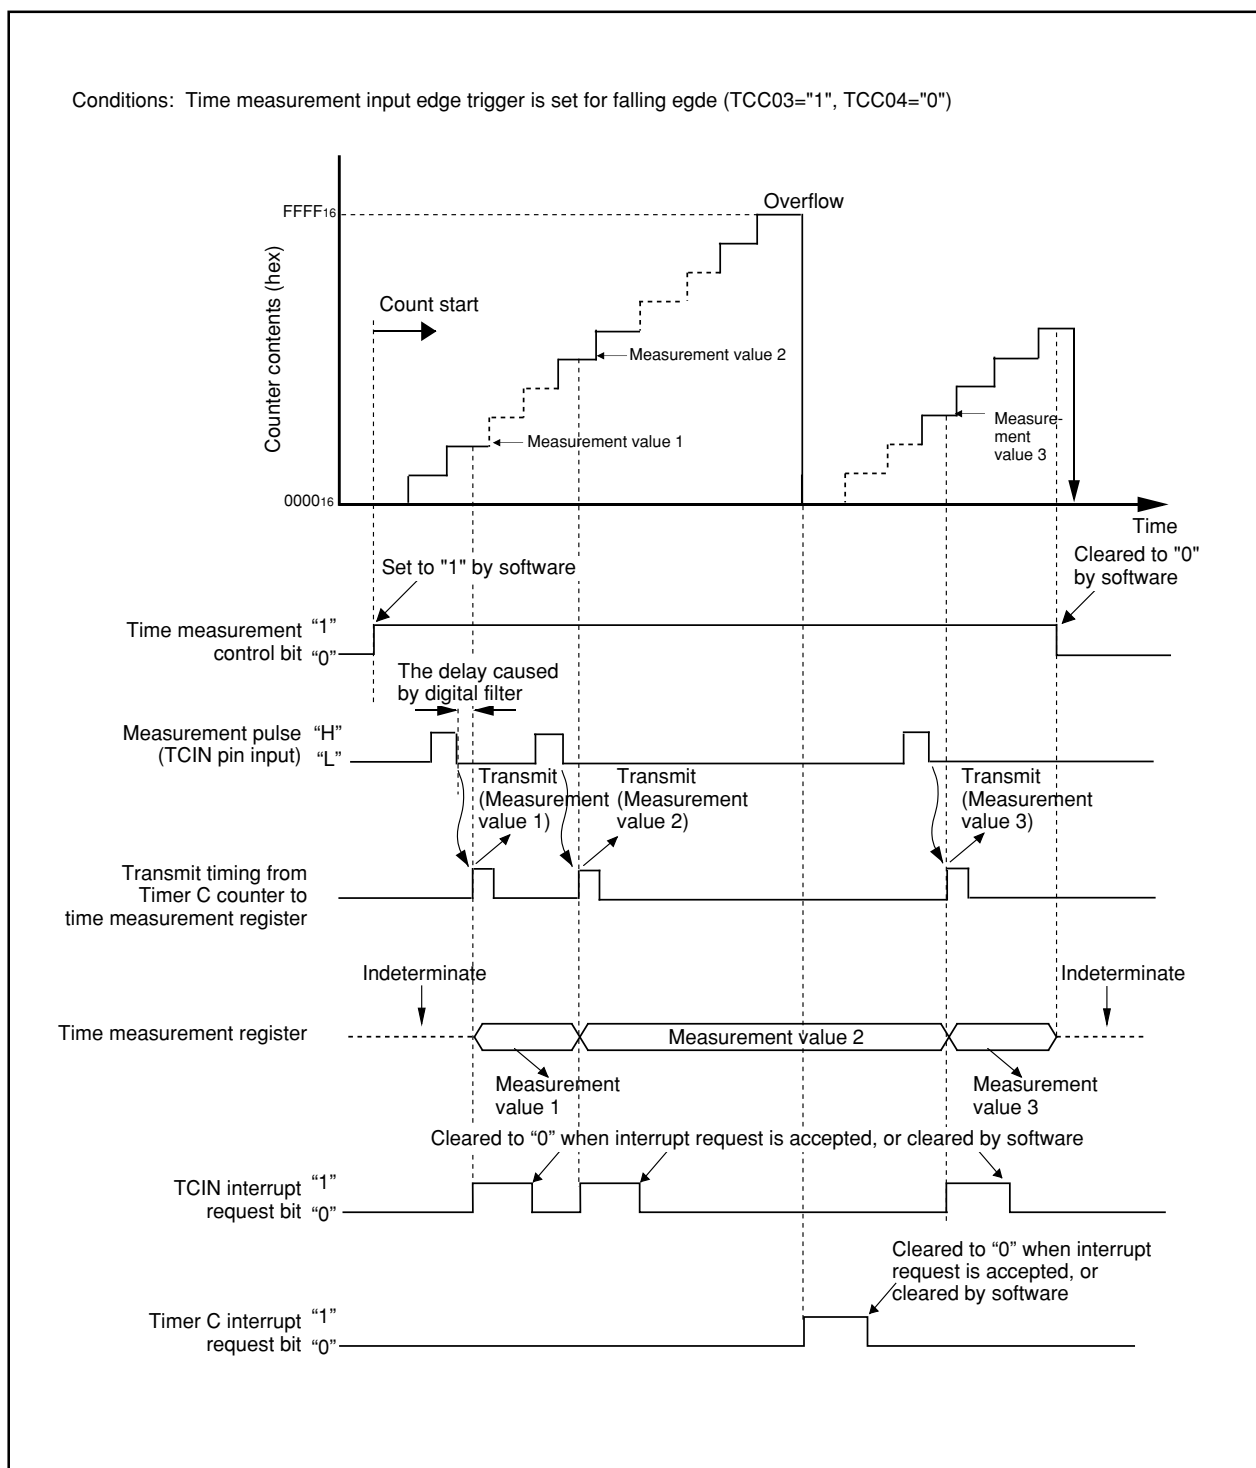 Conditions: Time measurement input edge trigger is set for falling egde (TCC03="1", TCC04="0")
Overflow
FFFF16
Counter contents (hex)
Count start
Measurement value 2
Measurement value 1
Measure-
ment
value 3
000016
Time
Set to "1" by software
Cleared to "0"
by software
Time measurement “1”
control bit “0”
The delay caused
by digital filter
Measurement pulse “H”
(TCIN pin input) “L”
Transmit
(Measurement
value 1)
Transmit
(Measurement
value 2)
Transmit
(Measurement
value 3)
Transmit timing from
Timer C counter to
time measurement register
Indeterminate
Indeterminate
Time measurement register
Measurement value 2
Measurement
value 1
Measurement
value 3
Cleared to “0” when interrupt request is accepted, or cleared by software
TCIN interrupt “1”
request bit “0”
Cleared to “0” when interrupt
request is accepted, or
cleared by software
Timer C interrupt “1”
request bit “0”